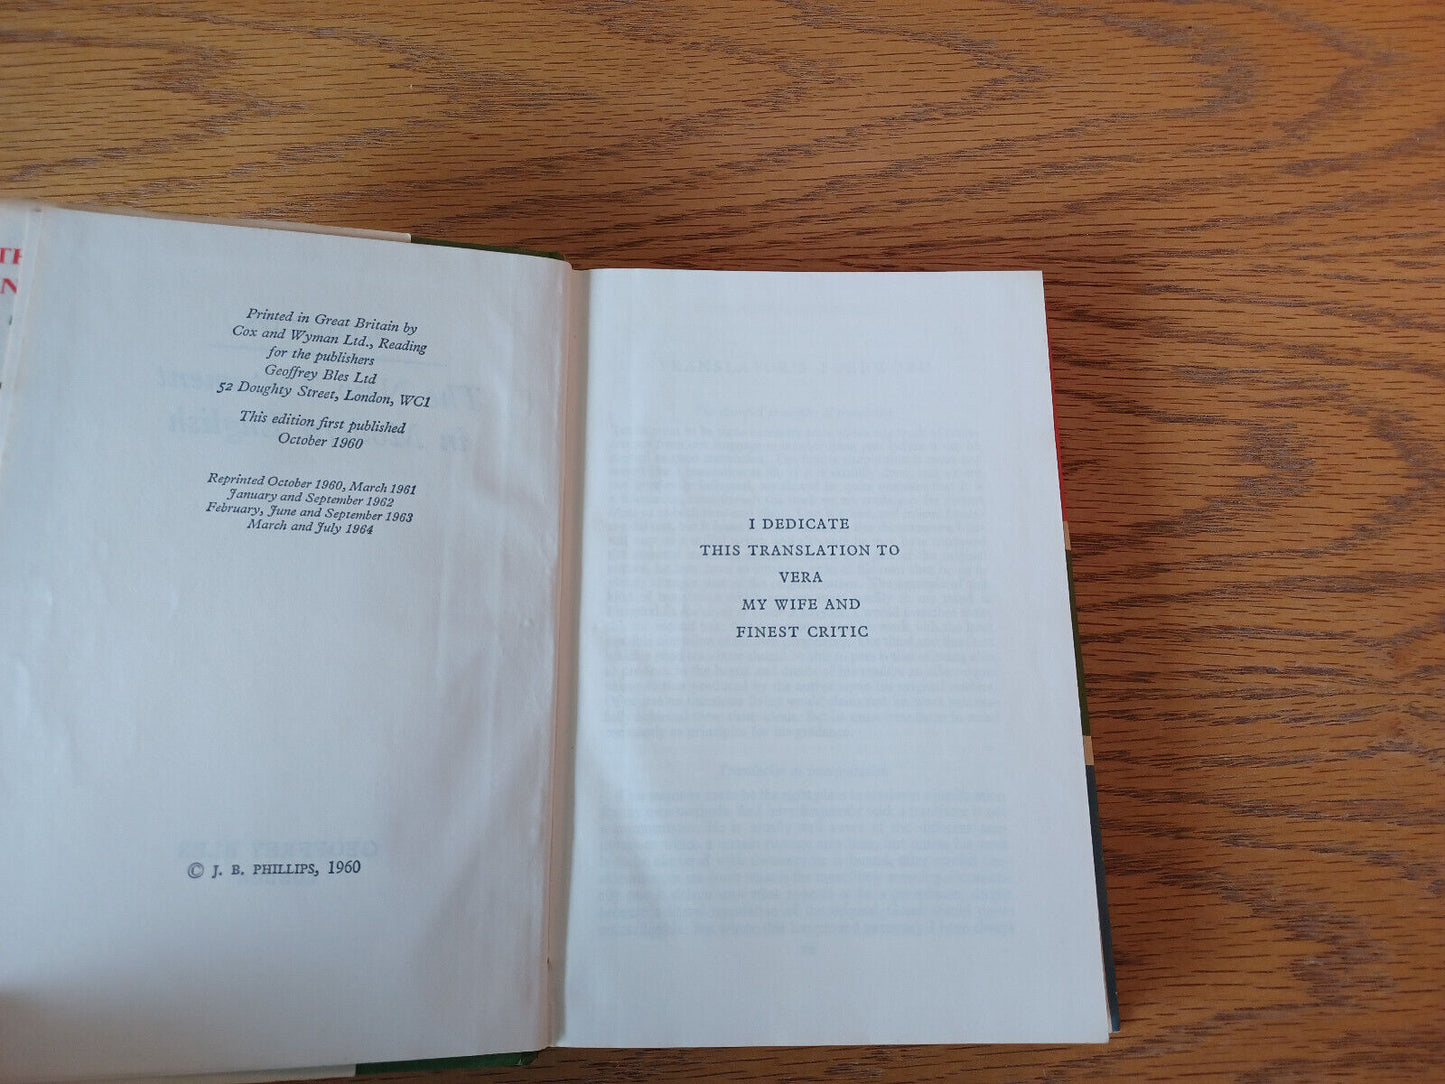 Printed in Great Britain by
Cox and Wyman Ltd., Reading
for the publishers
Geoffrey Bles Ltd
52 Doughty Street, London, WC1
This edition first published
October 1960
Reprinted October 1960, March 1961
January and September 1962
February, June and September 1963
March and July 1964
© J. B. PHILLIPS, 1960
I DEDICATE
THIS TRANSLATION TO
VERA
MY WIFE AND
FINEST CRITIC